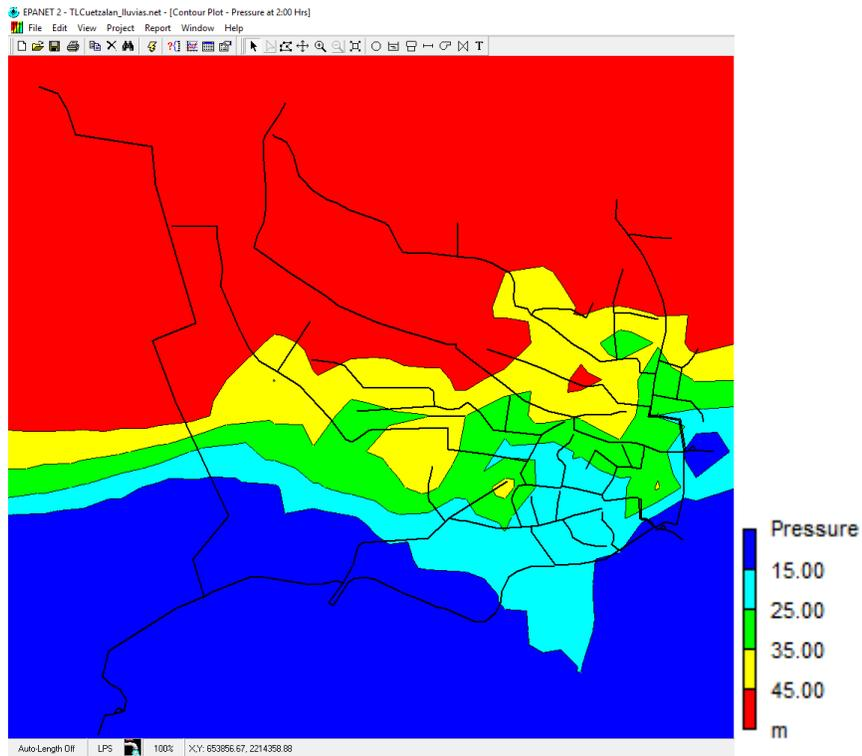 EPANET 2 - TLCuetzalan_lluvias.net - [Contour Plot - Pressure at 2:00 Hrs]
File Edit View Project Report Window Help
T
Pressure
15.00
25.00
35.00
45.00
m
Auto-Length Off LPS 100% X,Y: 653856.67, 2214358.88